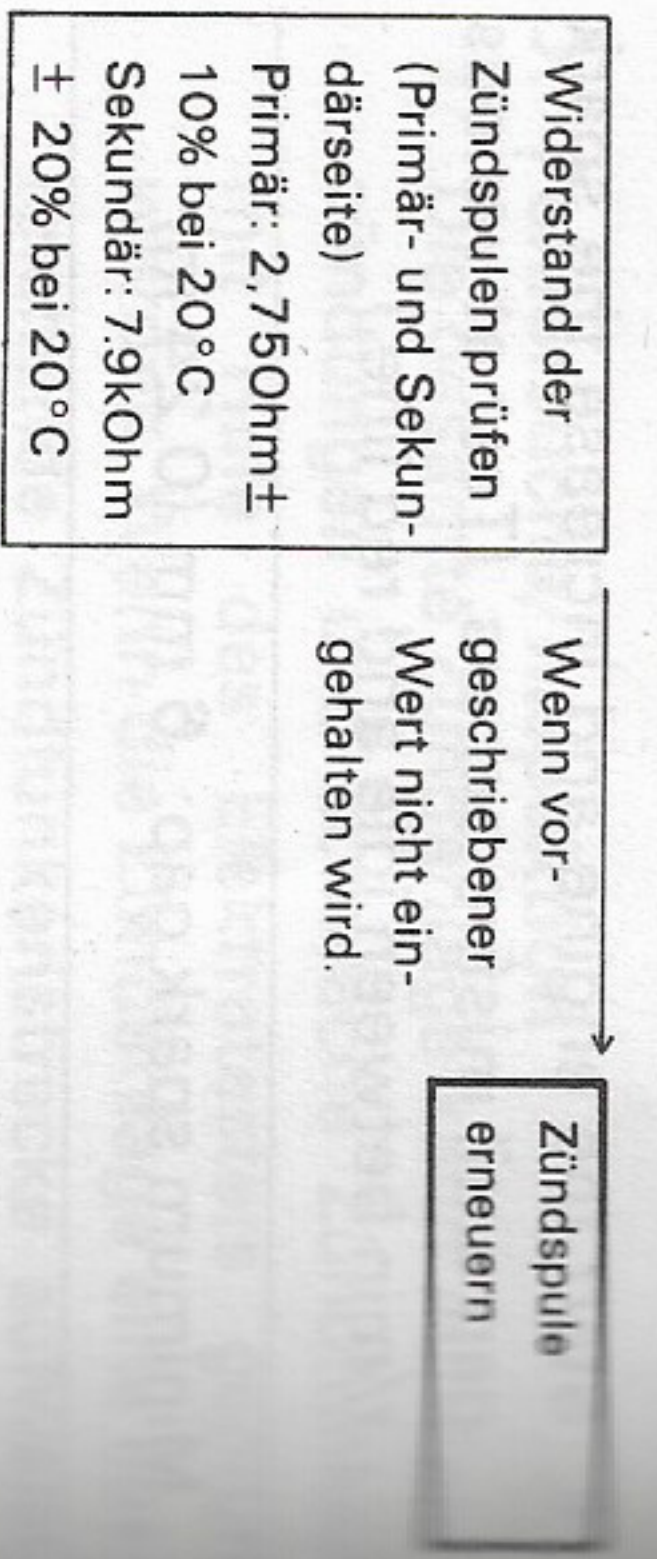 Widerstand der
Zündspulen prüfen
(Primär- und Sekun-
därseite)
Primär: 2,75Ohm±
10% bei 20°C
Sekundär: 7.9kOhm
± 20% bei 20°C
Wenn vor-
geschriebener
Wert nicht ein-
gehalten wird.
Zündspule
erneuern